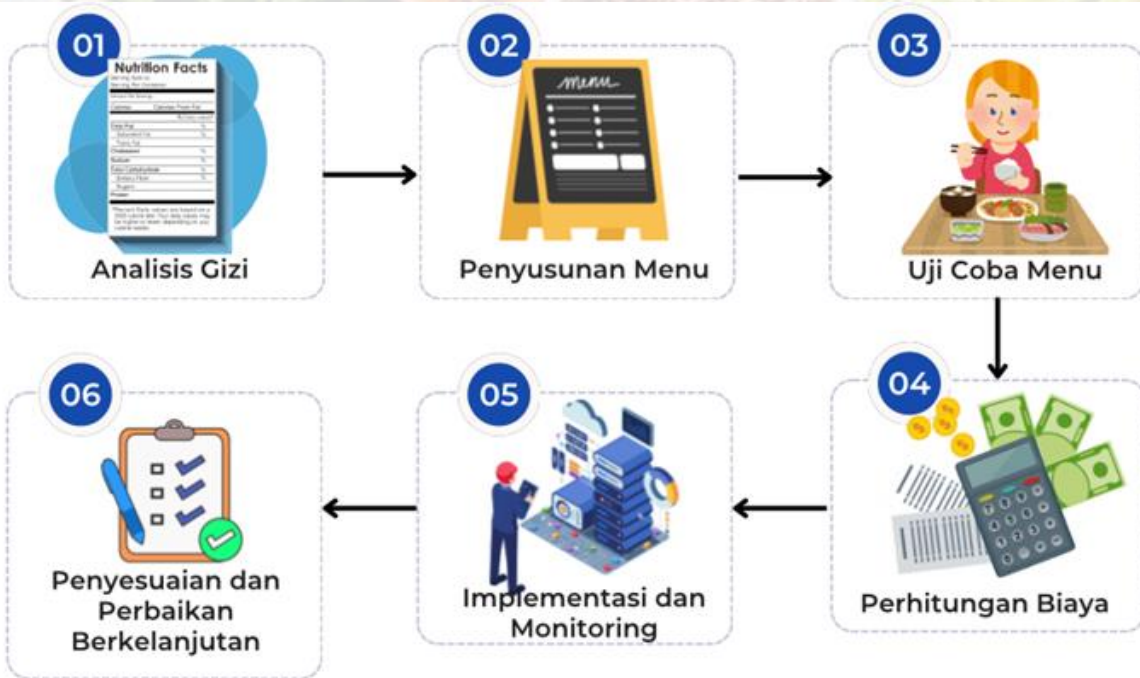 01
Nutrition Facts
Analisis Gizi
02
menu
Penyusunan Menu
03
Uji Coba Menu
04
Perhitungan Biaya
05
Implementasi dan
Monitoring
06
Penyesuaian dan
Perbaikan
Berkelanjutan